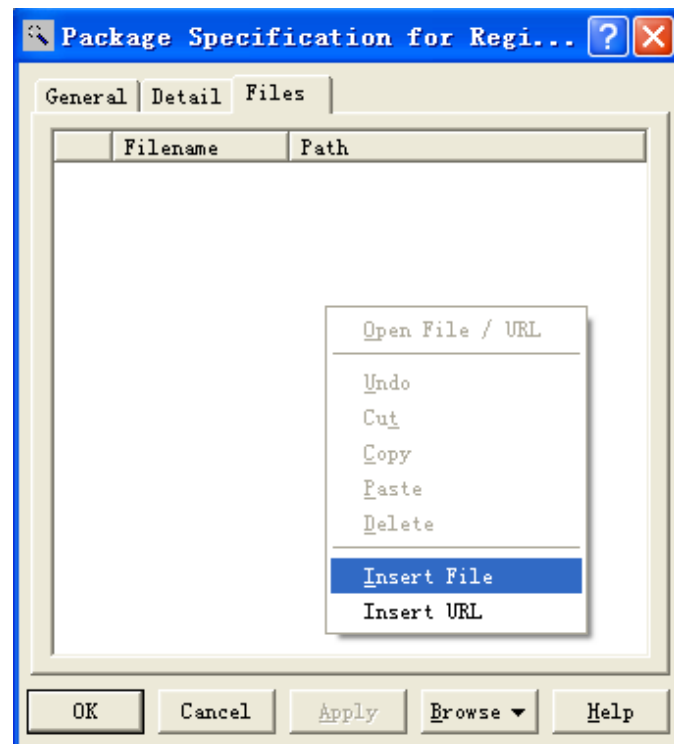 Package Specification for Regi...
General Detail Files
Filename Path
Open File / URL
Undo
Cut
Copy
Paste
Delete
Insert File
Insert URL
OK Cancel Apply Browse Help